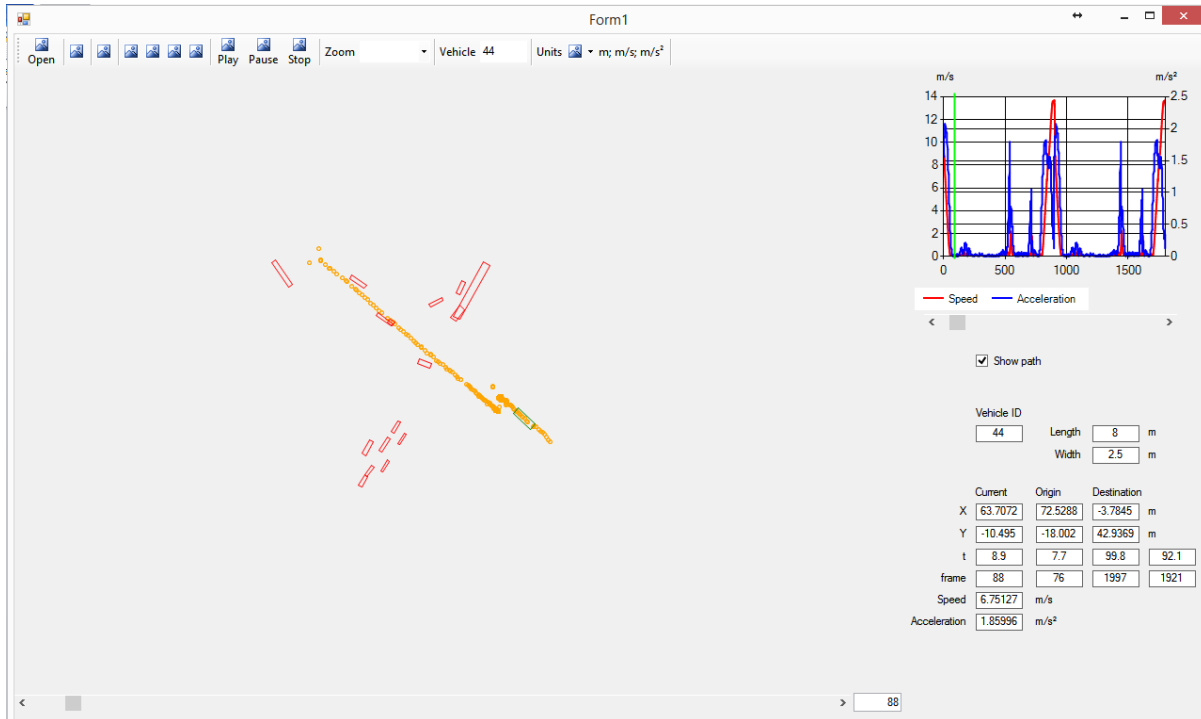 Form1
Open Play Pause Stop Zoom Vehicle 44 Units m; m/s; m/s²
m/s m/s²
14 2.5
12 2
10 1.5
8
6 1
4 0.5
2
0 0
0 500 1000 1500
Speed Acceleration
Show path
Vehicle ID
44 Length 8 m
Width 2.5 m
Current Origin Destination
X 63.7072 72.5288 -3.7845 m
Y -10.495 -18.002 42.9369 m
t 8.9 7.7 99.8 92.1
frame 88 76 1997 1921
Speed 6.75127 m/s
Acceleration 1.85996 m/s²
88